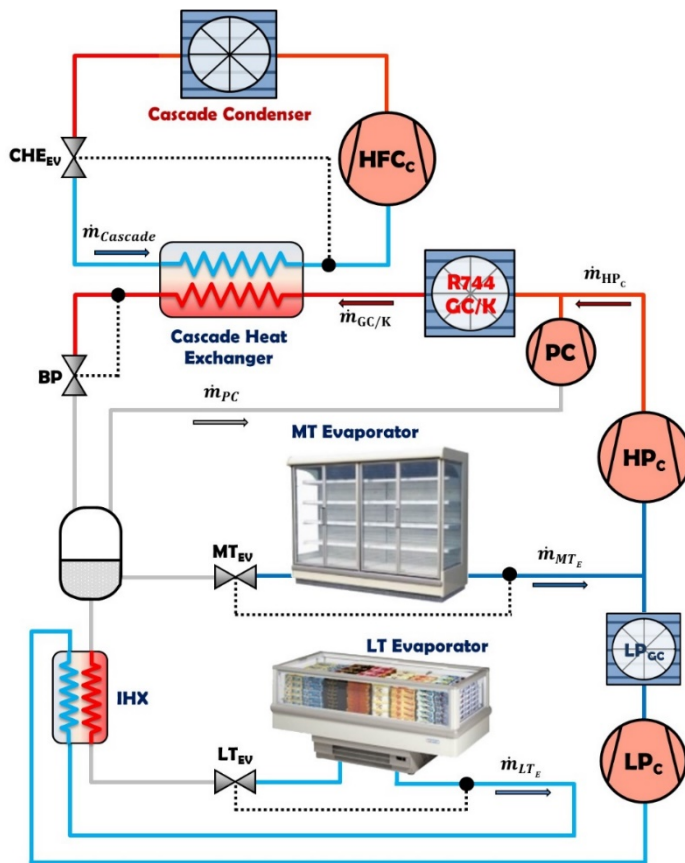 Cascade Condenser
CHE_EV
HFC_C
ṁ_Cascade
R744
GC/K
ṁ_HP_C
Cascade Heat
Exchanger
ṁ_GC/K
PC
BP
ṁ_PC
MT Evaporator
HP_C
MT_EV
ṁ_MT_E
LT Evaporator
LP_GC
IHX
LT_EV
ṁ_LT_E
LP_C